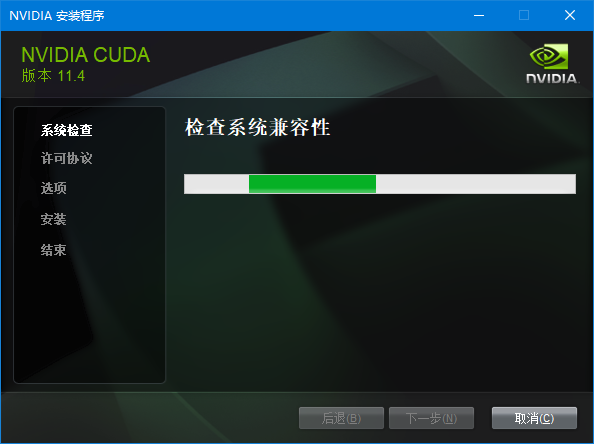 NVIDIA 安装程序
NVIDIA CUDA
版本 11.4
NVIDIA.
系统检查
许可协议
选项
安装
结束
检查系统兼容性
后退(B)
下一步(N)
取消(C)